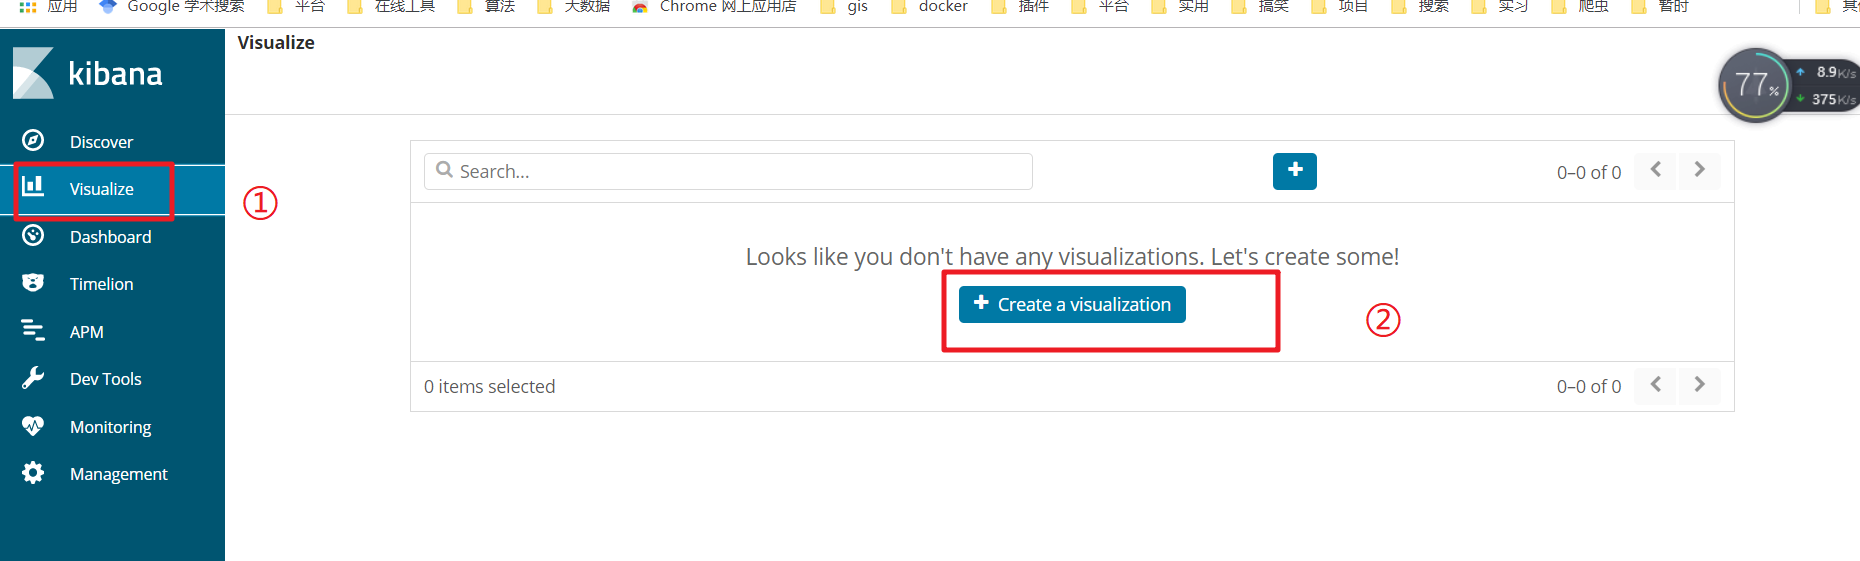 应用 Google 学术搜索 平台 在线工具 算法 大数据 Chrome 网上应用店 gis docker 插件 平台 实用 搞笑 项目 搜索 实习 爬虫 暂时
Visualize
kibana
77%
8.9K/s
375K/s
Discover
Visualize
①
Dashboard
Timelion
APM
Dev Tools
Monitoring
Management
Search...
0–0 of 0
Looks like you don't have any visualizations. Let's create some!
Create a visualization
②
0 items selected
0–0 of 0